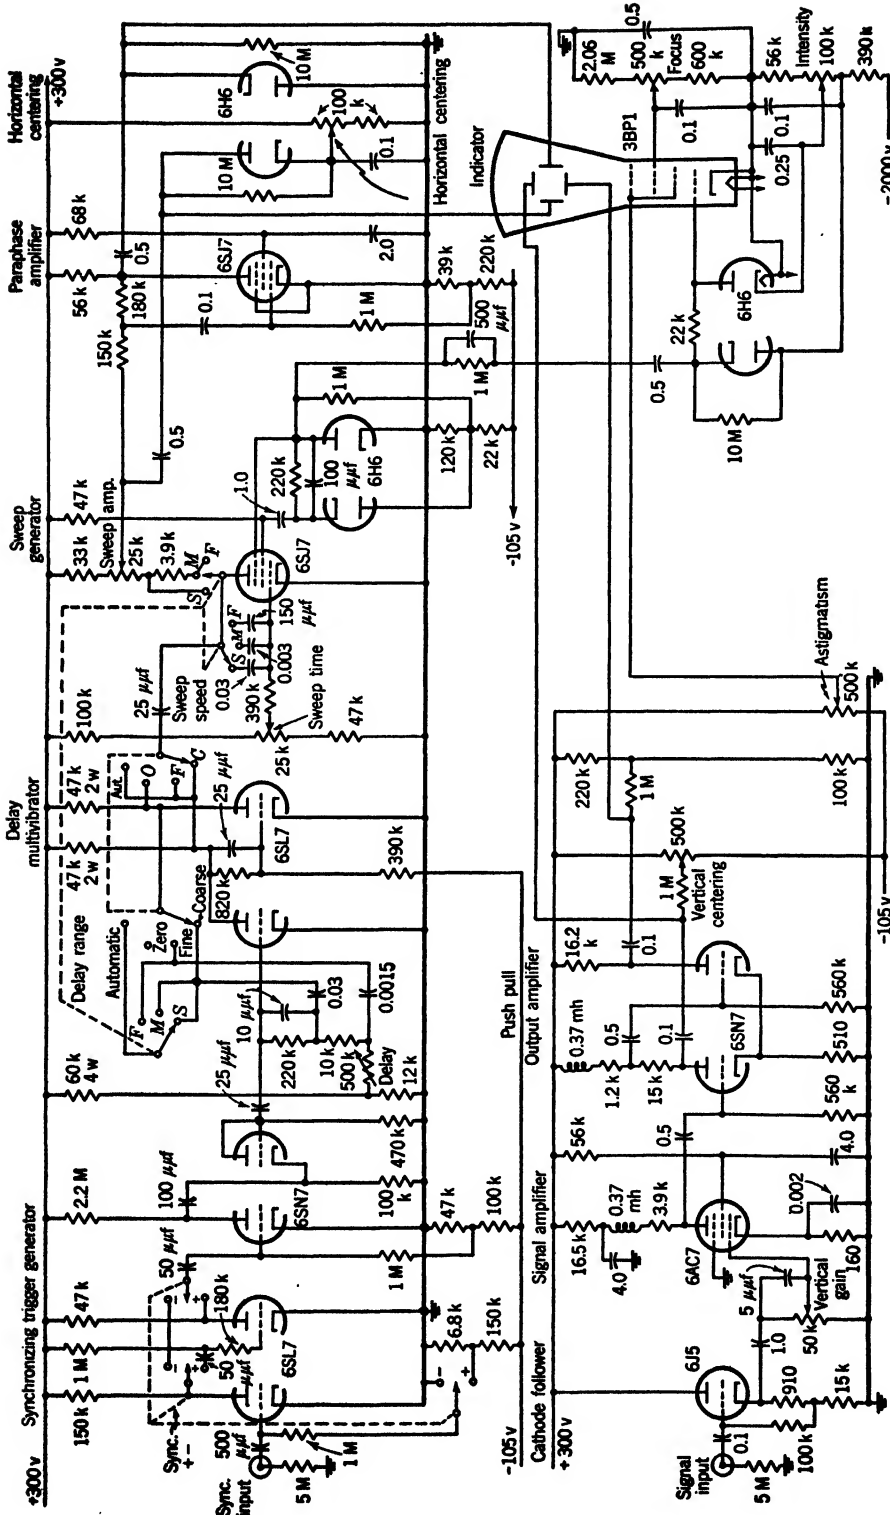 Synchronizing trigger generator
Delay
multivibrator
Sweep
generator
Paraphase
amplifier
Horizontal
centering
+300v
150k
1M
47k
2.2M
60k
4w
47k
2w
47k
2w
100k
33k
47k
56k
68k
+300v
Sync.
+ −
50 μμf
100 μμf
Automatic
Zero
Fine
Coarse
Delay range
F
M
S
Aut.
O
F
C
25 μμf
Sweep amp.
25k
3.9k
M
F
S
150k
180k
0.5
0.5
0.1
10M
6H6
10M
100
k
0.1
Horizontal centering
Sync.
input
500
μμf
5M
1M
50
μμf
180k
6SL7
6SN7
25 μμf
10 μμf
220k
0.03
0.0015
10k
500k
Delay
12k
820k
25 μμf
6SL7
390k
25k
Sweep time
47k
Sweep
speed
390k
0.03
S
M
F
0.003
150
μμf
6SJ7
1.0
220k
100
μμf
6H6
1M
6SJ7
2.0
1M
470k
100
k
1M
47k
100k
6.8k
150k
−
+
−105v
120k
22k
-105v
1M
500
μμf
39k
220k
Cathode follower
Signal amplifier
Push pull
Output amplifier
+300v
Signal
input
0.1
5M
6J5
910
100k
15k
1.0
5
μμf
50k
Vertical
gain
6AC7
16.5k
4.0
0.37
mh
3.9k
56k
0.002
160
4.0
0.5
560
k
0.37 mh
1.2k
15k
0.5
0.1
6SN7
510
560k
16.2
k
0.1
1M
500k
Vertical
centering
220k
1M
100k
Astigmatism
500k
−105v
0.5
10M
22k
6H6
Indicator
3BP1
0.5
2.06
M
500
k
Focus
600
k
0.1
0.1
0.25
56k
Intensity
100k
390k
−2000v